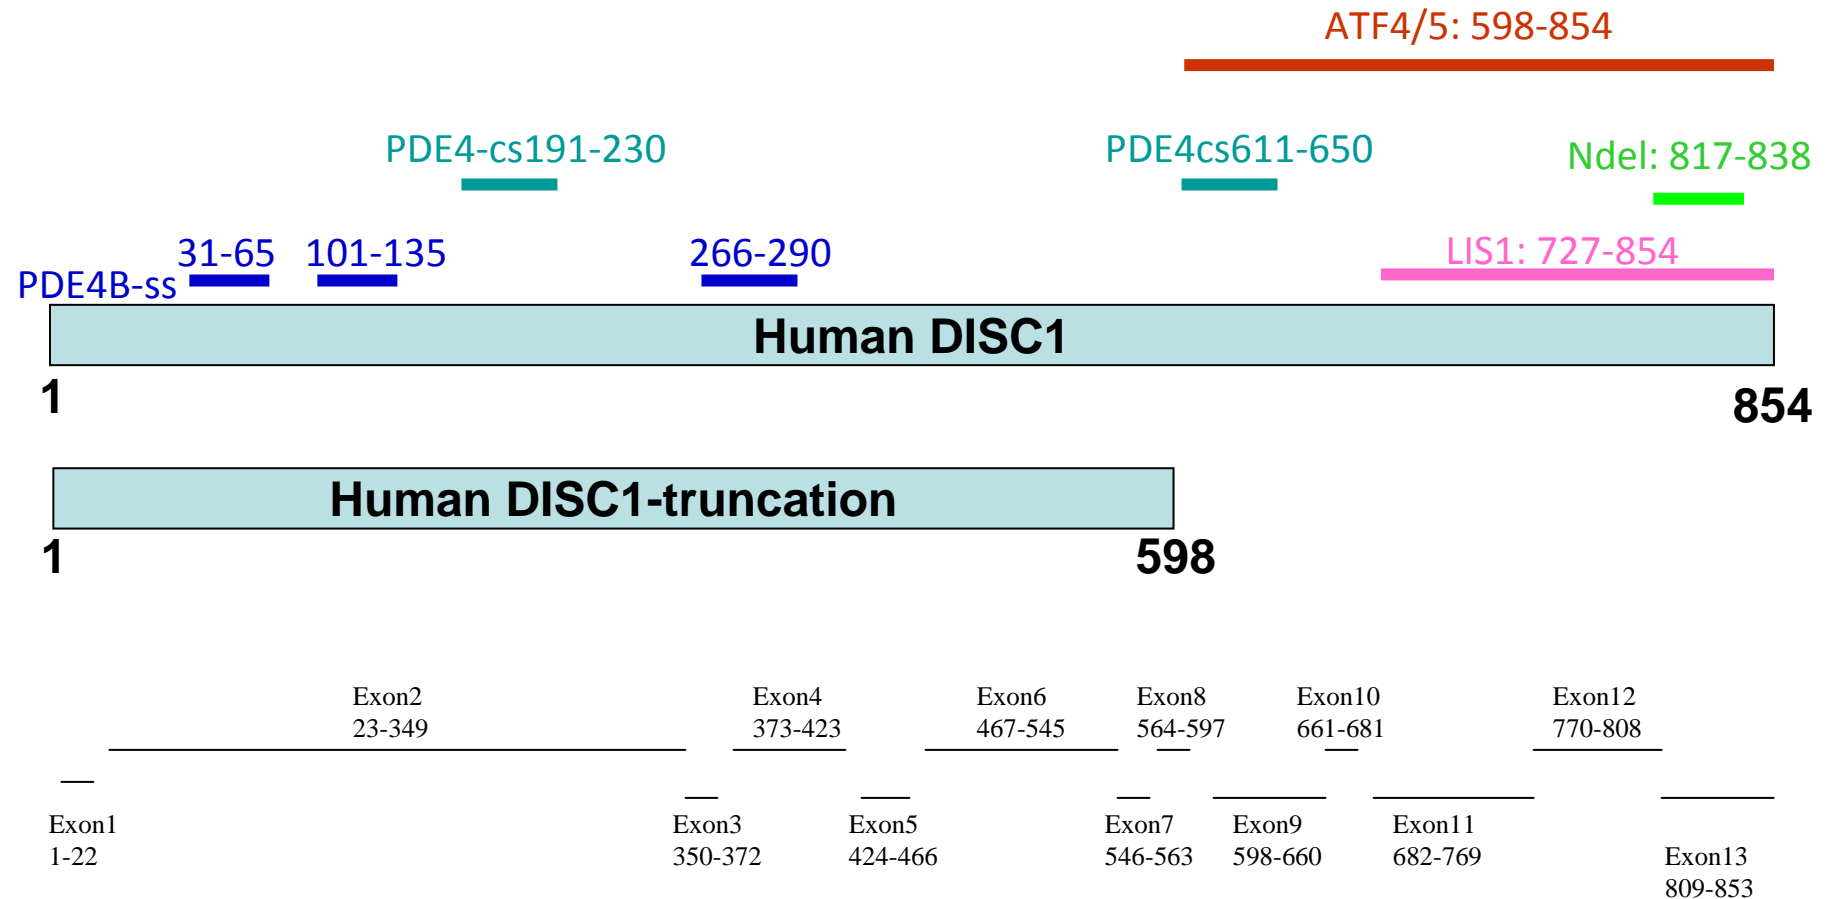 ATF4/5: 598-854
PDE4-cs191-230
PDE4cs611-650
Ndel: 817-838
31-65
101-135
266-290
LIS1: 727-854
PDE4B-ss
Human DISC1
1
854
Human DISC1-truncation
1
598
Exon2
23-349
Exon4
373-423
Exon6
467-545
Exon8
564-597
Exon10
661-681
Exon12
770-808
Exon1
1-22
Exon3
350-372
Exon5
424-466
Exon7
546-563
Exon9
598-660
Exon11
682-769
Exon13
809-853